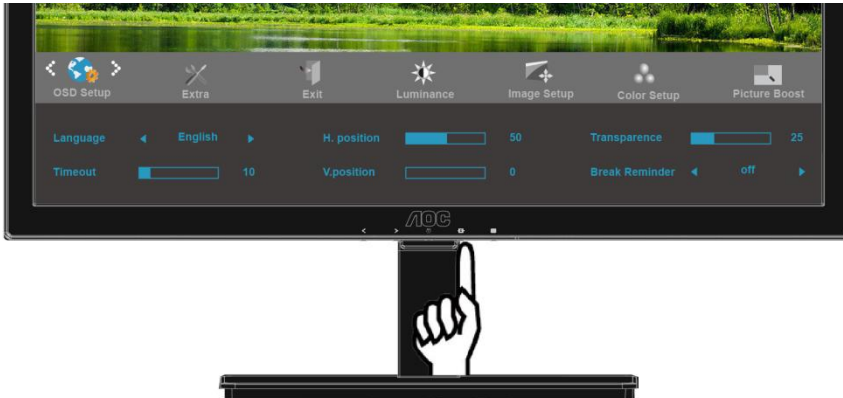 OSD Setup Extra Exit Luminance Image Setup Color Setup Picture Boost
Language English H. position 50 Transparence 25
Timeout 10 V.position 0 Break Reminder off
AOC